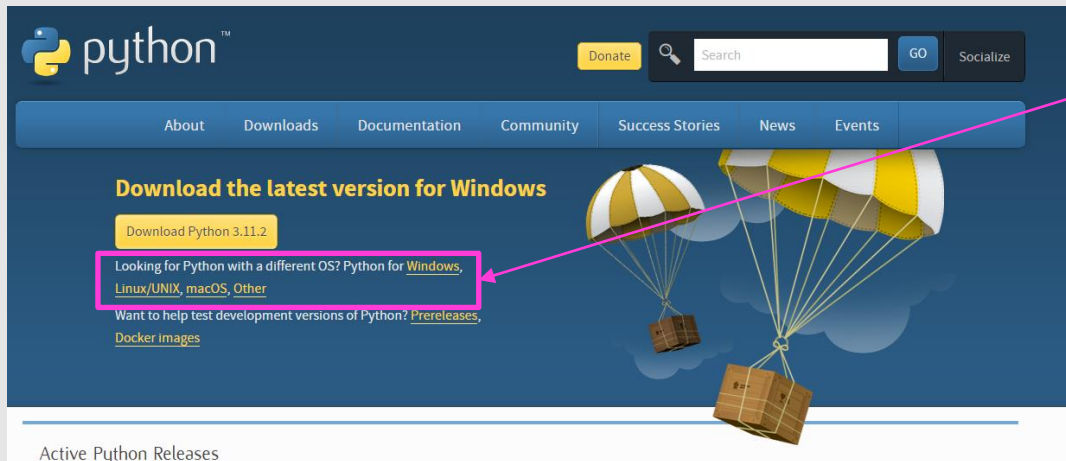 python™
Donate
Search
GO
Socialize
About Downloads Documentation Community Success Stories News Events
Download the latest version for Windows
Download Python 3.11.2
Looking for Python with a different OS? Python for Windows,
Linux/UNIX, macOS, Other
Want to help test development versions of Python? Prereleases,
Docker images
Active Python Releases